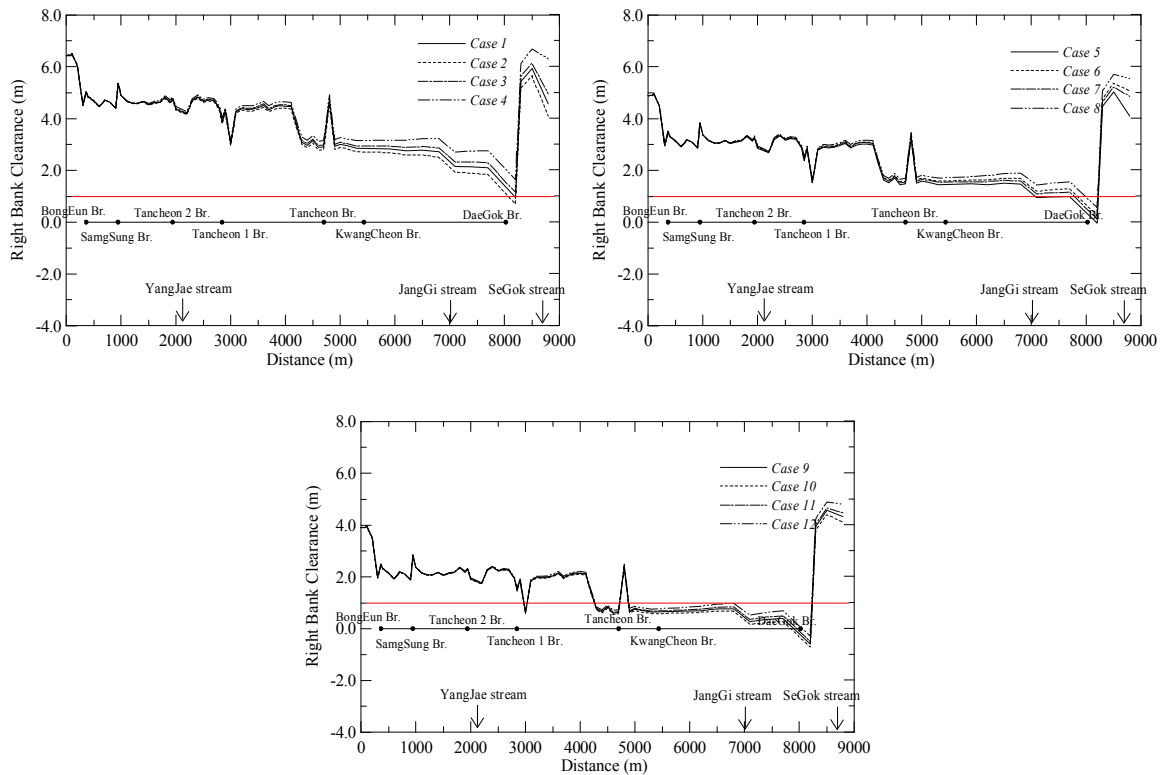 8.0
6.0
4.0
2.0
0.0
-2.0
-4.0
Right Bank Clearance (m)
Case 1
Case 2
Case 3
Case 4
BongEun Br.
Tancheon 2 Br.
Tancheon Br.
DaeGok Br.
SamgSung Br.
Tancheon 1 Br.
KwangCheon Br.
YangJae stream
JangGi stream
SeGok stream
0 1000 2000 3000 4000 5000 6000 7000 8000 9000
Distance (m)
8.0
6.0
4.0
2.0
0.0
-2.0
-4.0
Right Bank Clearance (m)
Case 5
Case 6
Case 7
Case 8
BongEun Br.
Tancheon 2 Br.
Tancheon Br.
DaeGok Br.
SamgSung Br.
Tancheon 1 Br.
KwangCheon Br.
YangJae stream
JangGi stream
SeGok stream
0 1000 2000 3000 4000 5000 6000 7000 8000 9000
Distance (m)
8.0
6.0
4.0
2.0
0.0
-2.0
-4.0
Right Bank Clearance (m)
Case 9
Case 10
Case 11
Case 12
BongEun Br.
Tancheon 2 Br.
Tancheon Br.
DaeGok Br.
SamgSung Br.
Tancheon 1 Br.
KwangCheon Br.
YangJae stream
JangGi stream
SeGok stream
0 1000 2000 3000 4000 5000 6000 7000 8000 9000
Distance (m)